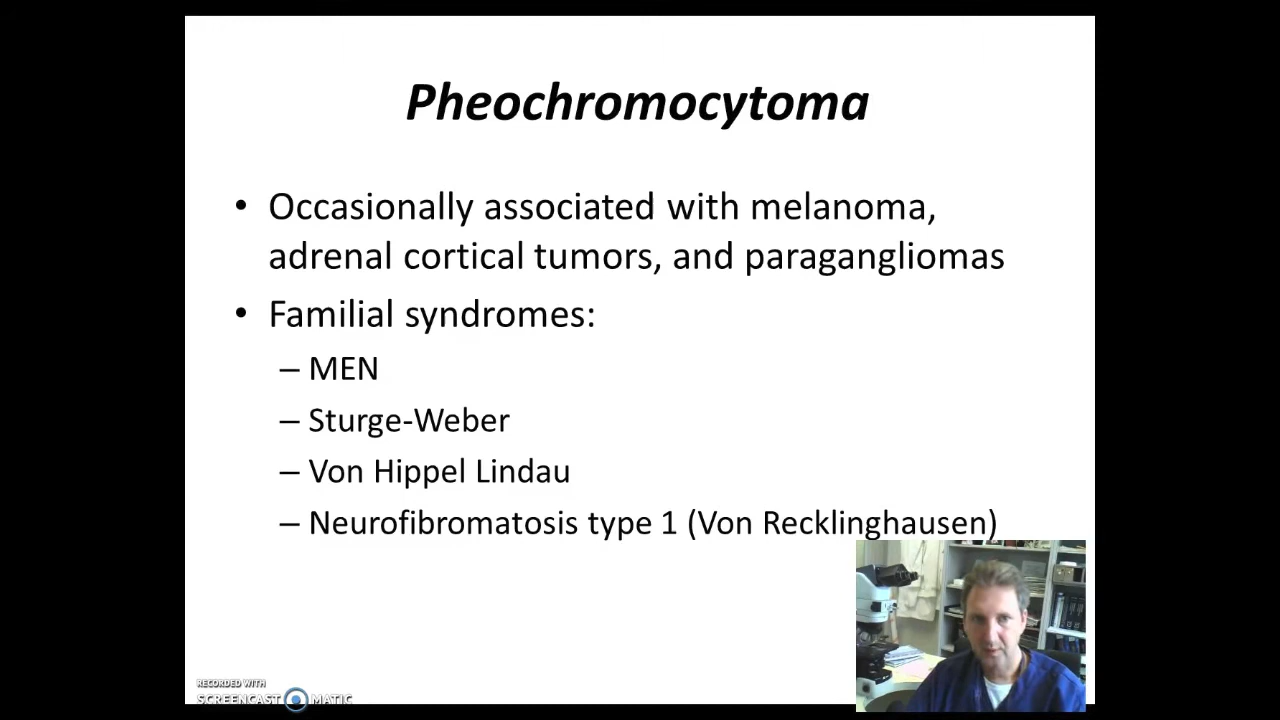 Pheochromocytoma
• Occasionally associated with melanoma,
adrenal cortical tumors, and paragangliomas
• Familial syndromes:
– MEN
– Sturge-Weber
– Von Hippel Lindau
– Neurofibromatosis type 1 (Von Recklinghausen)
RECORDED WITH
SCREENCAST MATIC